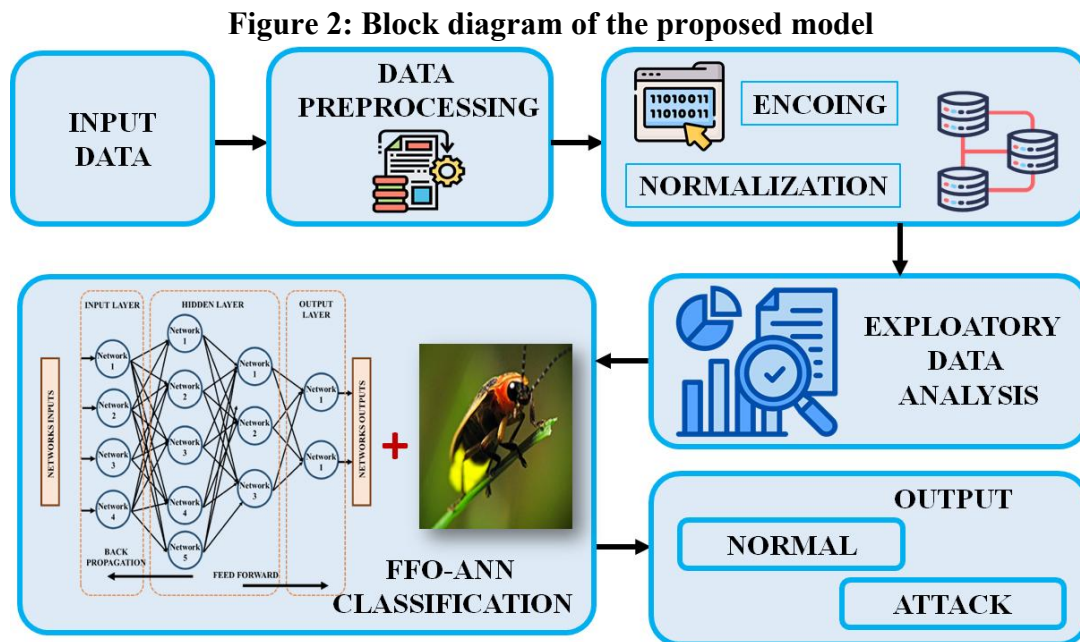 Figure 2: Block diagram of the proposed model
INPUT
DATA
DATA
PREPROCESSING
11010011
11010011
ENCOING
NORMALIZATION
EXPLOATORY
DATA
ANALYSIS
INPUT LAYER
HIDDEN LAYER
OUTPUT
LAYER
NETWORKS INPUTS
Network
1
Network
2
Network
3
Network
4
Network
1
Network
2
Network
3
Network
4
Network
5
Network
1
Network
2
Network
3
Network
1
Network
1
NETWORKS OUTPUTS
BACK
PROPAGATION
FEED FORWARD
+
FFO-ANN
CLASSIFICATION
OUTPUT
NORMAL
ATTACK